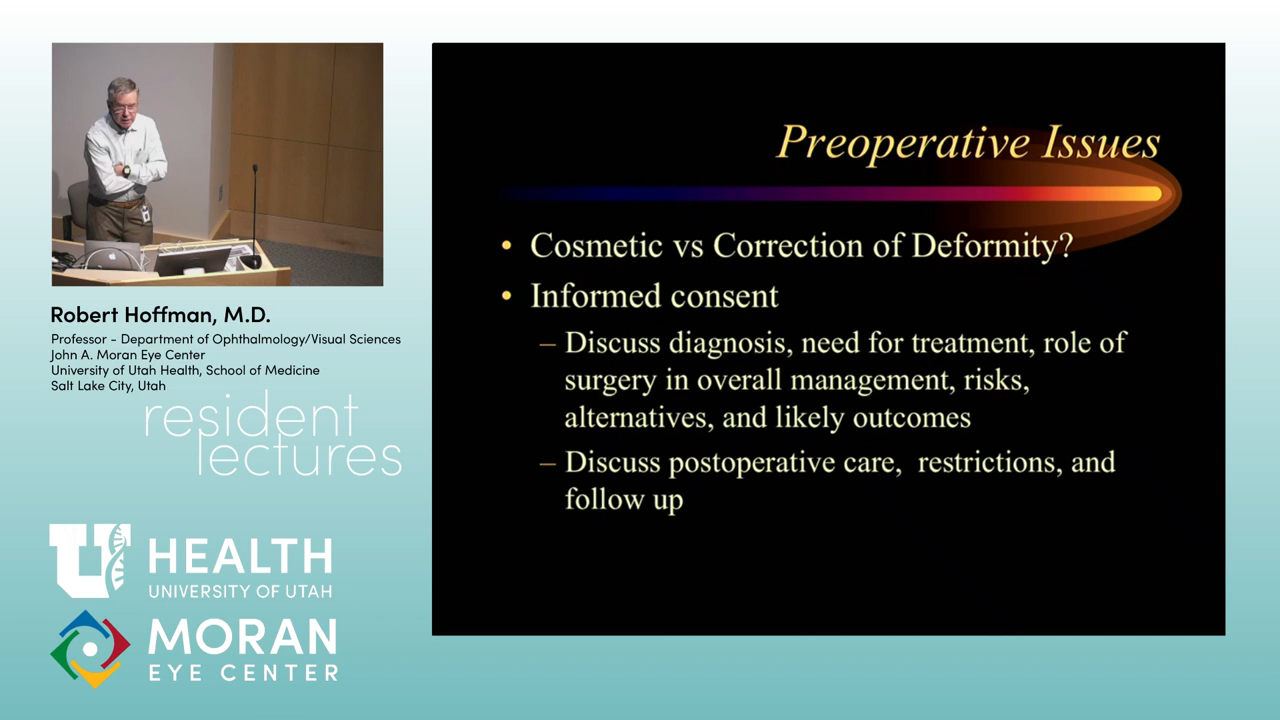 Preoperative Issues
• Cosmetic vs Correction of Deformity?
• Informed consent
– Discuss diagnosis, need for treatment, role of
surgery in overall management, risks,
alternatives, and likely outcomes
– Discuss postoperative care,  restrictions, and
follow up
Robert Hoffman, M.D.
Professor - Department of Ophthalmology/Visual Sciences
John A. Moran Eye Center
University of Utah Health, School of Medicine
Salt Lake City, Utah
resident
lectures
U HEALTH
UNIVERSITY OF UTAH
MORAN
EYE CENTER